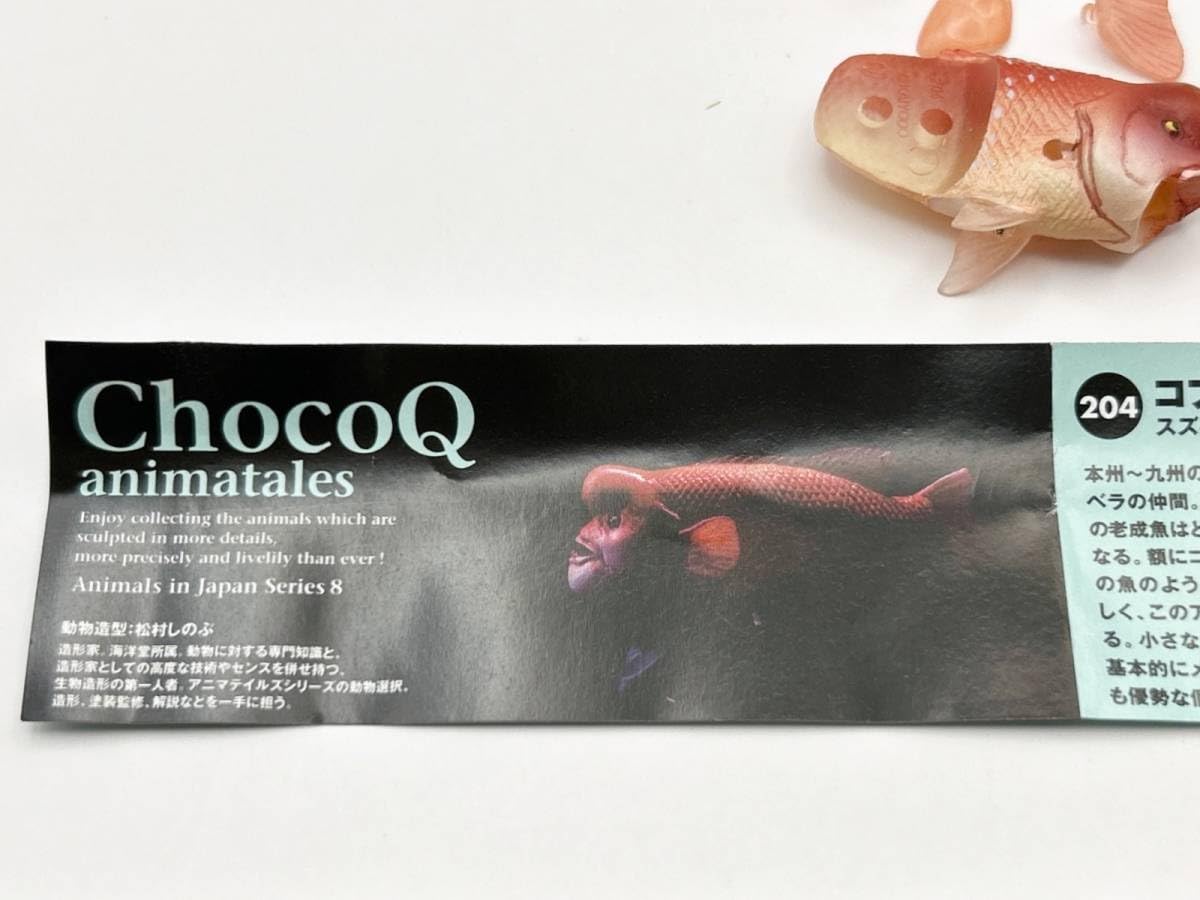 ChocoQ
animatales
Enjoy collecting the animals which are
sculpted in more details,
more precisely and livelily than ever !
Animals in Japan Series 8
動物造型:松村しのぶ
造形家。海洋堂所属。動物に対する専門知識と、
造形家としての高度な技術やセンスを併せ持つ、
生物造形の第一人者。アニマテイルズシリーズの動物選択、
造形、塗装監修、解説などを一手に担う。
204 コブ
スズ
本州〜九州の
ベラの仲間。
の老成魚はと
なる。額にニ
の魚のよう
しく、このア
る。小さな
基本的にメ
も優勢な個